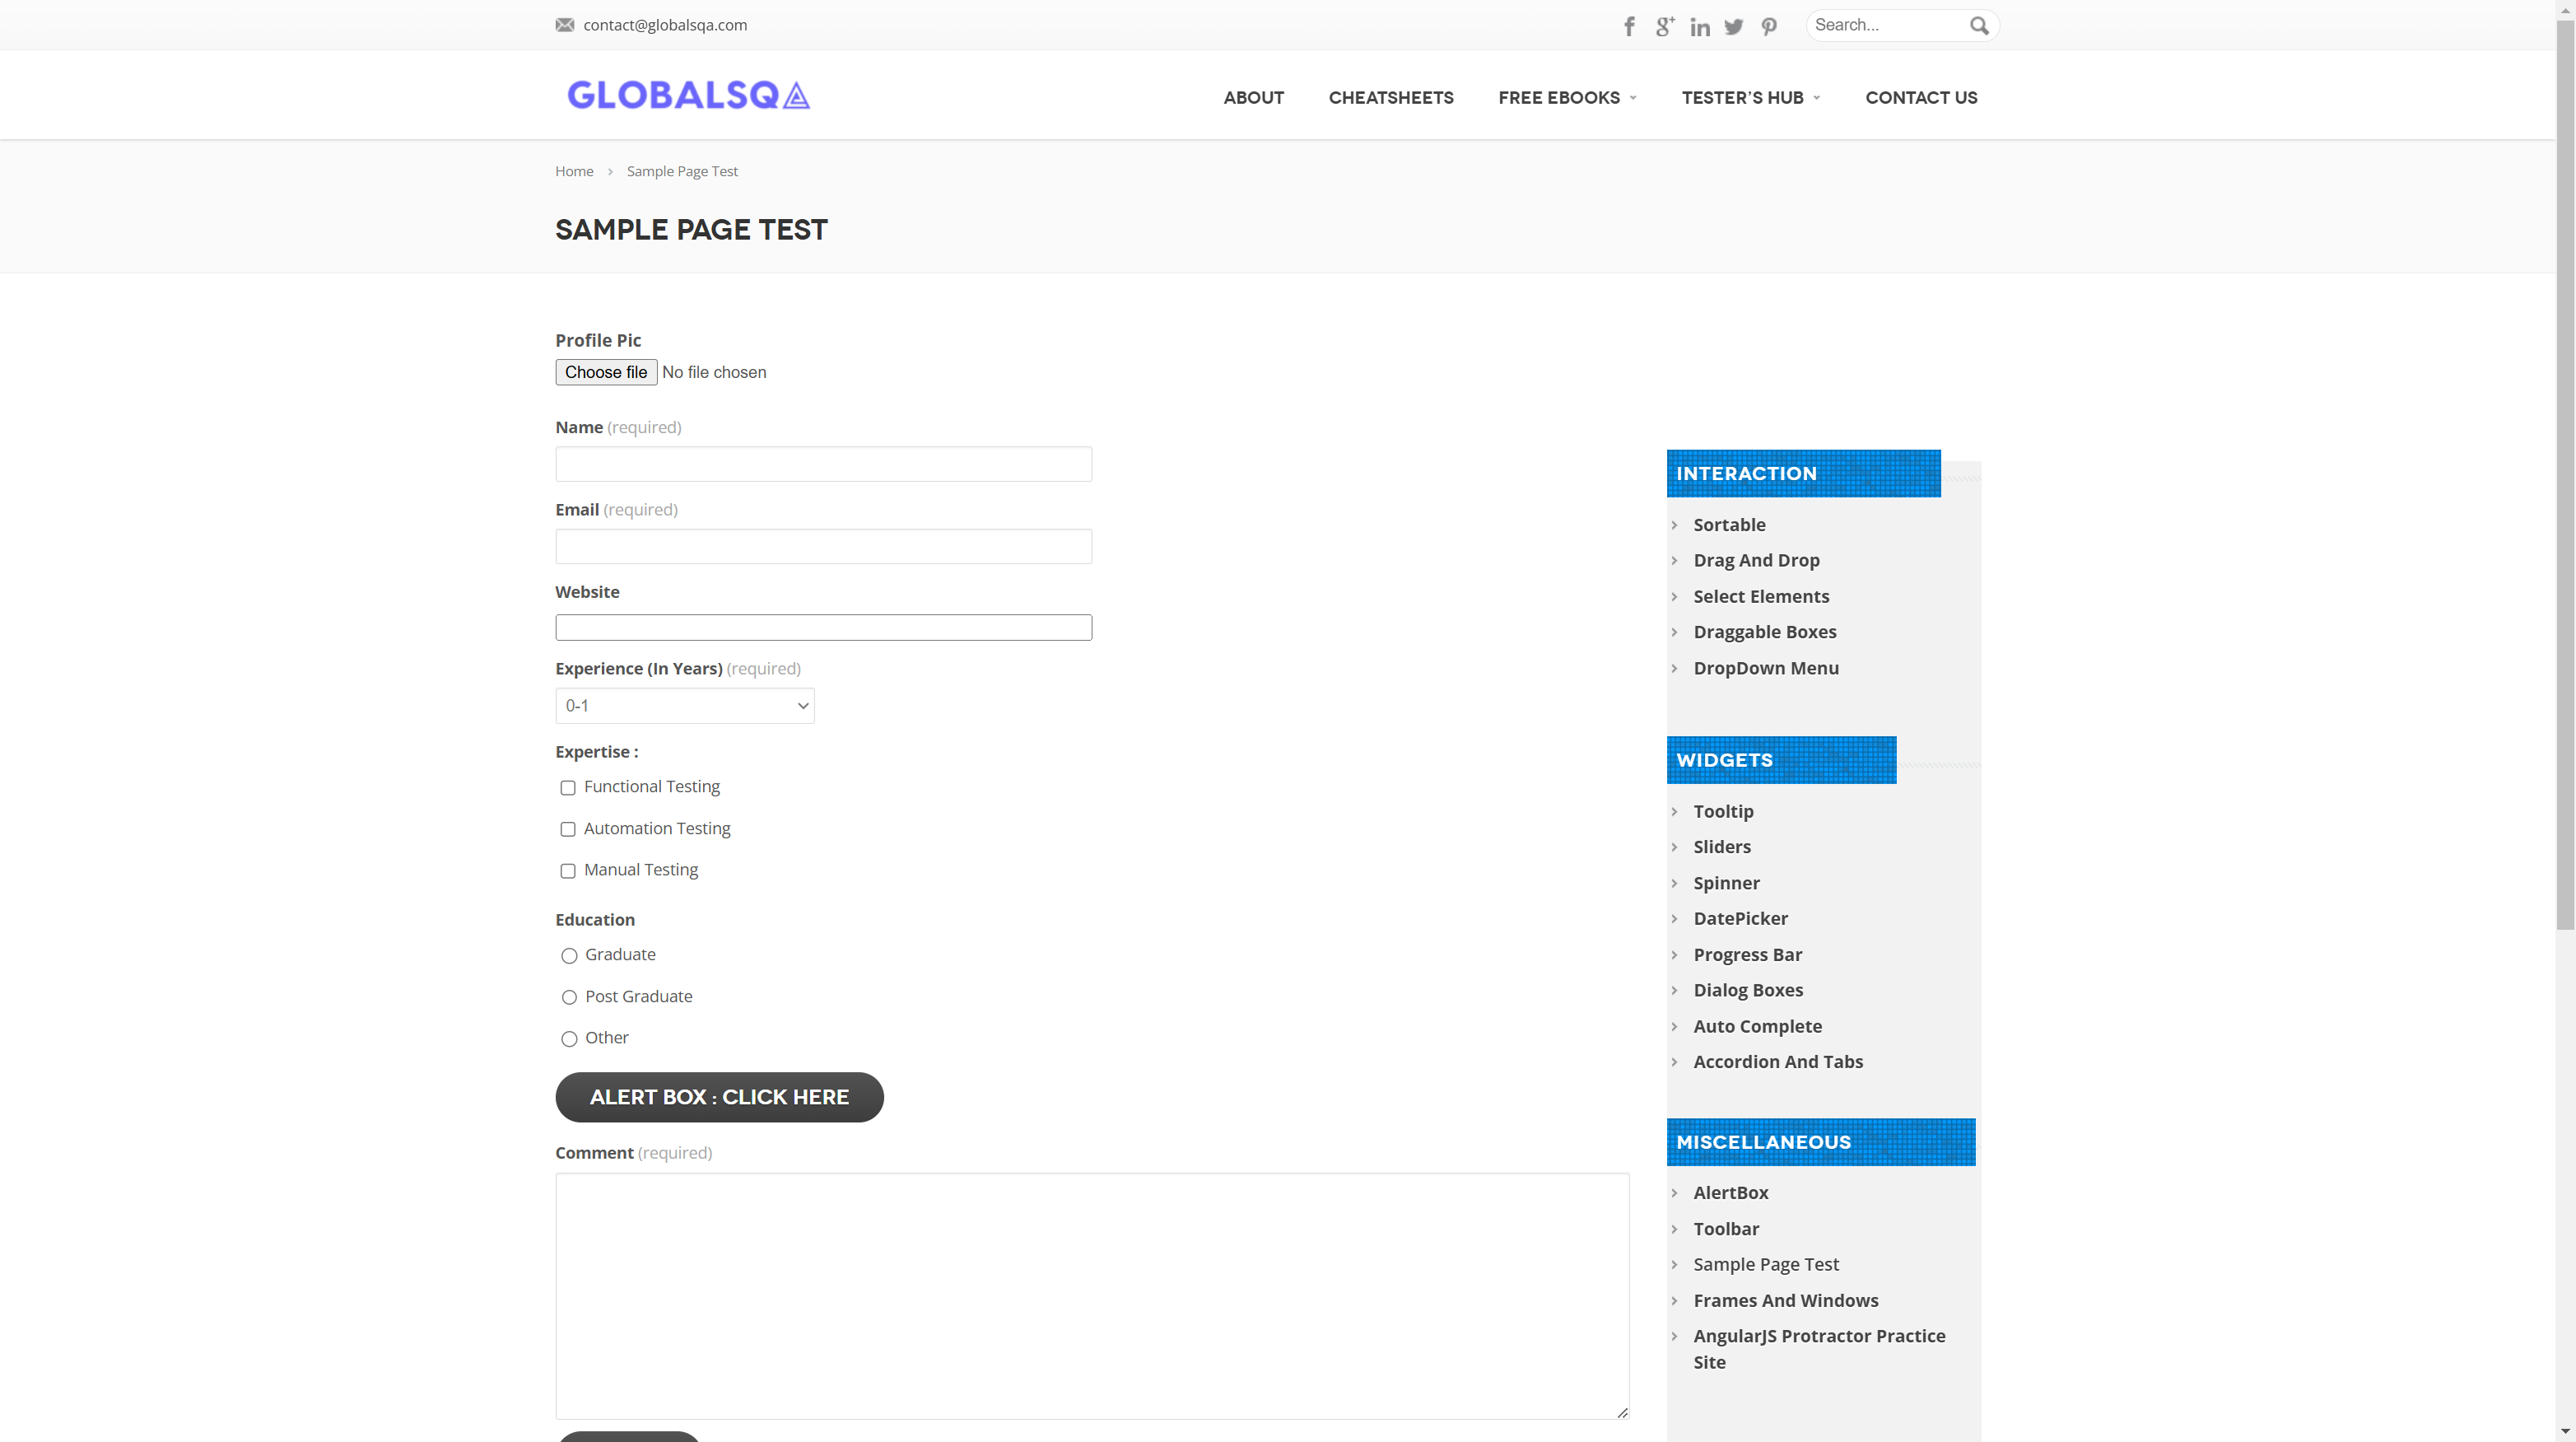 contact@globalsqa.com
Search...
GLOBALSQA
ABOUT
CHEATSHEETS
FREE EBOOKS
TESTER'S HUB
CONTACT US
Home
Sample Page Test
SAMPLE PAGE TEST
Profile Pic
Choose file No file chosen
Name (required)
Email (required)
Website
Experience (In Years) (required)
0-1
Expertise :
Functional Testing
Automation Testing
Manual Testing
Education
Graduate
Post Graduate
Other
ALERT BOX : CLICK HERE
Comment (required)
INTERACTION
Sortable
Drag And Drop
Select Elements
Draggable Boxes
DropDown Menu
WIDGETS
Tooltip
Sliders
Spinner
DatePicker
Progress Bar
Dialog Boxes
Auto Complete
Accordion And Tabs
MISCELLANEOUS
AlertBox
Toolbar
Sample Page Test
Frames And Windows
AngularJS Protractor Practice
Site